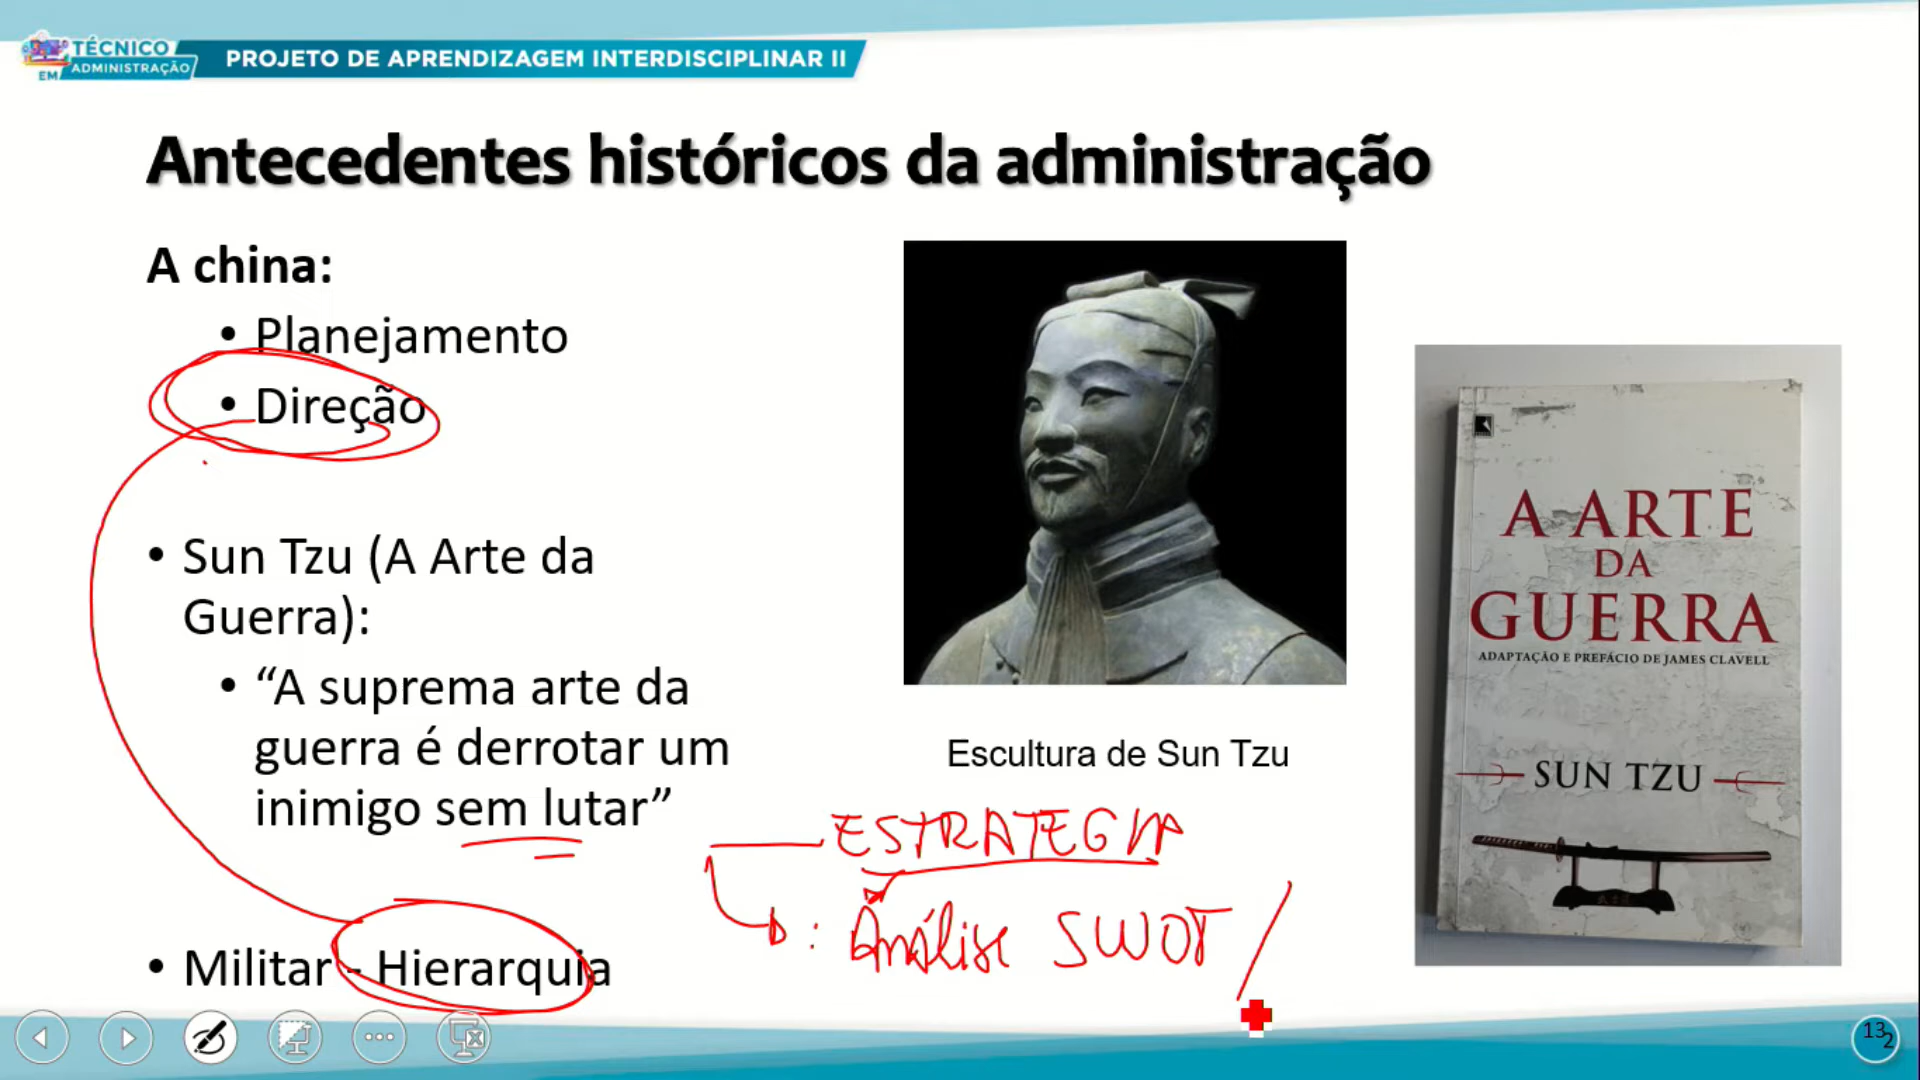 TÉCNICO
EM ADMINISTRAÇÃO
PROJETO DE APRENDIZAGEM INTERDISCIPLINAR II
Antecedentes históricos da administração
A china:
• Planejamento
• Direção
• Sun Tzu (A Arte da
Guerra):
• “A suprema arte da
guerra é derrotar um
inimigo sem lutar”
• Militar - Hierarquia
Escultura de Sun Tzu
ESTRATEGIA
: Análise SWOT /
A ARTE
DA
GUERRA
ADAPTAÇÃO E PREFÁCIO DE JAMES CLAVELL
SUN TZU
13
2